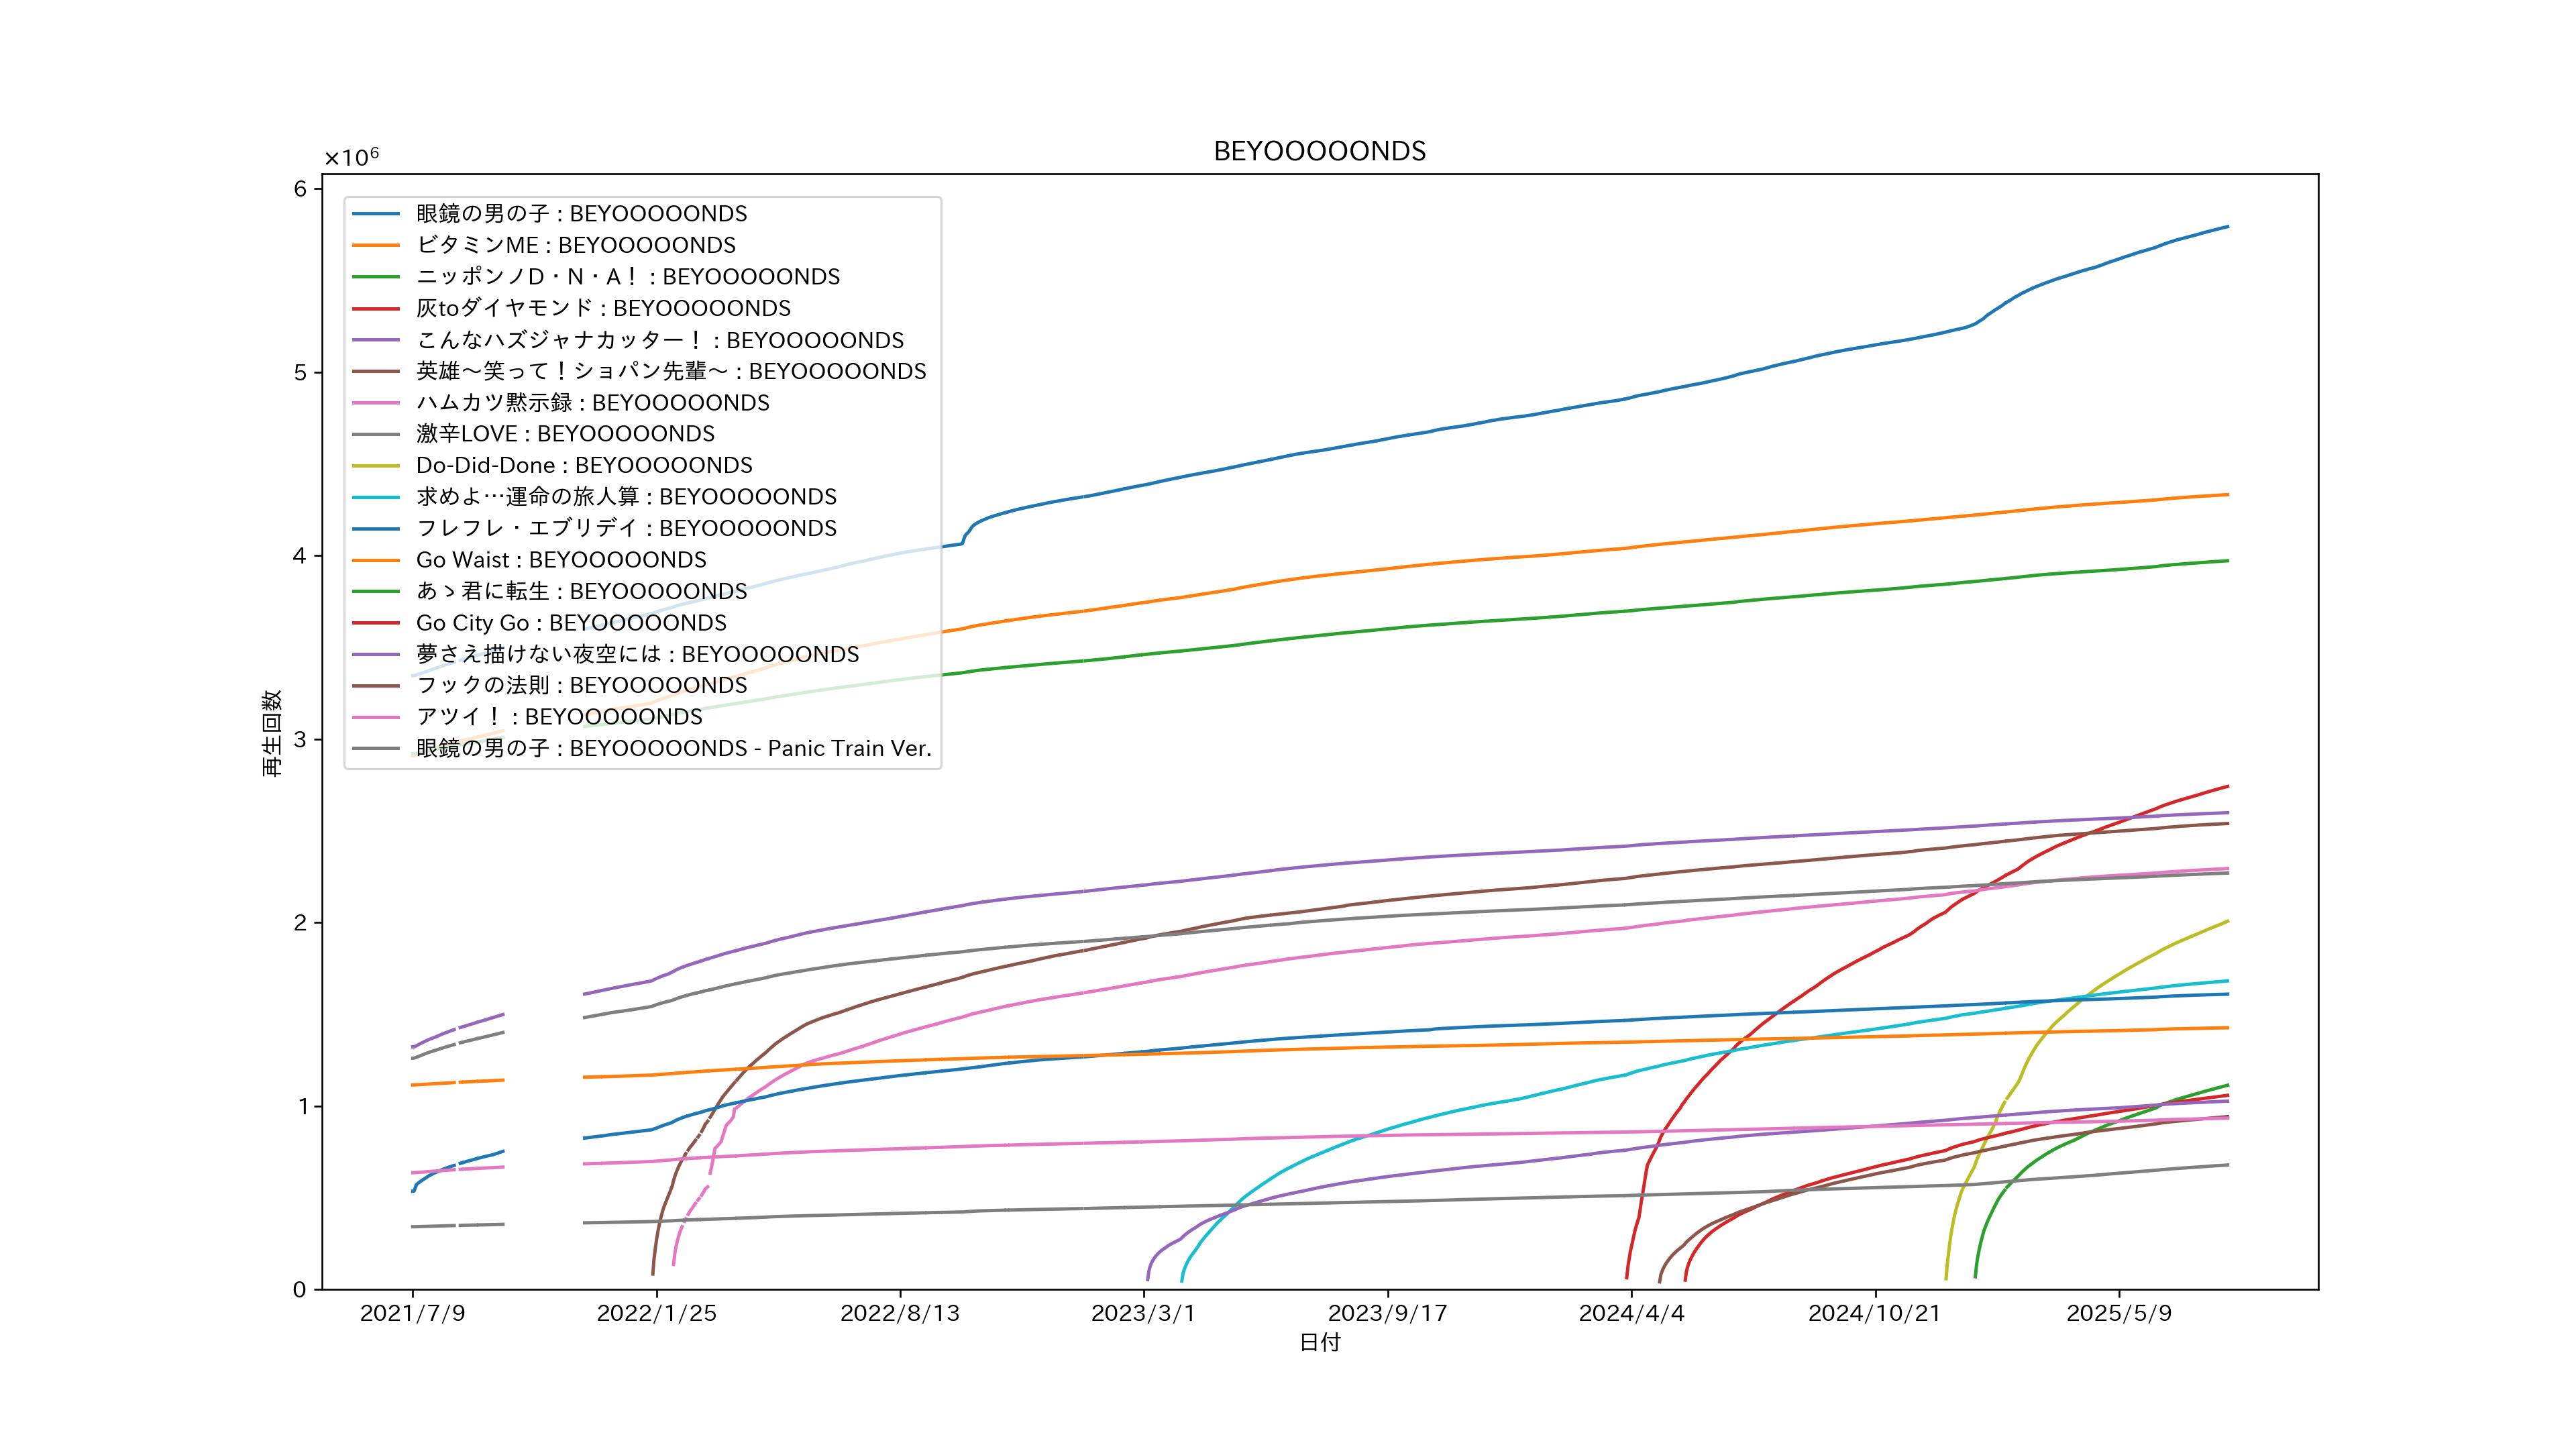 BEYOOOOONDS
×10⁶
6
5
4
3
2
1
0
再生回数
眼鏡の男の子 : BEYOOOOONDS
ビタミンME : BEYOOOOONDS
ニッポンノD・N・A! : BEYOOOOONDS
灰toダイヤモンド : BEYOOOOONDS
こんなハズジャナカッター! : BEYOOOOONDS
英雄〜笑って!ショパン先輩〜 : BEYOOOOONDS
ハムカツ黙示録 : BEYOOOOONDS
激辛LOVE : BEYOOOOONDS
Do-Did-Done : BEYOOOOONDS
求めよ…運命の旅人算 : BEYOOOOONDS
フレフレ・エブリデイ : BEYOOOOONDS
Go Waist : BEYOOOOONDS
あゝ君に転生 : BEYOOOOONDS
Go City Go : BEYOOOOONDS
夢さえ描けない夜空には : BEYOOOOONDS
フックの法則 : BEYOOOOONDS
アツイ! : BEYOOOOONDS
眼鏡の男の子 : BEYOOOOONDS - Panic Train Ver.
2021/7/9 2022/1/25 2022/8/13 2023/3/1 2023/9/17 2024/4/4 2024/10/21 2025/5/9
日付